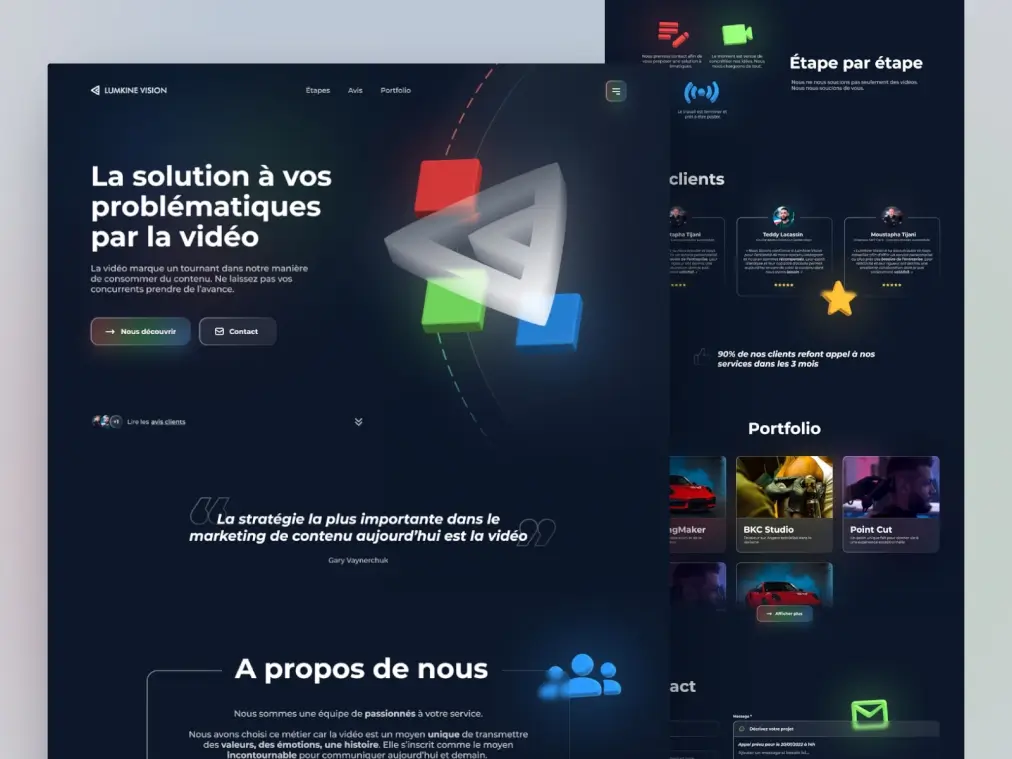 LUMKINE VISION
Étapes
Avis
Portfolio
La solution à vos
problématiques
par la vidéo
La vidéo marque un tournant dans notre manière
de consommer du contenu. Ne laissez pas vos
concurrents prendre de l'avance.
→ Nous découvrir
Contact
+1
Lire les avis clients
“La stratégie la plus importante dans le
marketing de contenu aujourd'hui est la vidéo”
Gary Vaynerchuk
A propos de nous
Nous sommes une équipe de passionnés à votre service.
Nous avons choisi ce métier car la vidéo est un moyen unique de transmettre
des valeurs, des émotions, une histoire. Elle s'inscrit comme le moyen
incontournable pour communiquer aujourd'hui et demain.
Étape par étape
Nous ne nous soucions pas seulement des vidéos.
Nous nous soucions de vous.
clients
Teddy Lacassin
Moustapha Tijani
90% de nos clients refont appel à nos
services dans les 3 mois
Portfolio
ngMaker
BKC Studio
Point Cut
→ Afficher plus
act
Message *
Décrivez votre projet